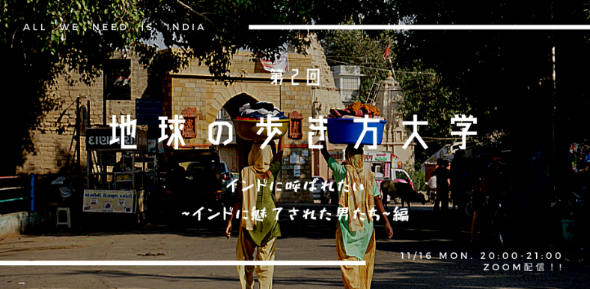 ALL WE NEED IS INDIA
第2回
地球の歩き方大学
インドに呼ばれたい
~インドに魅てされた男たち~編
11/16 MON. 20:00-21:00
ZOOM配信!!